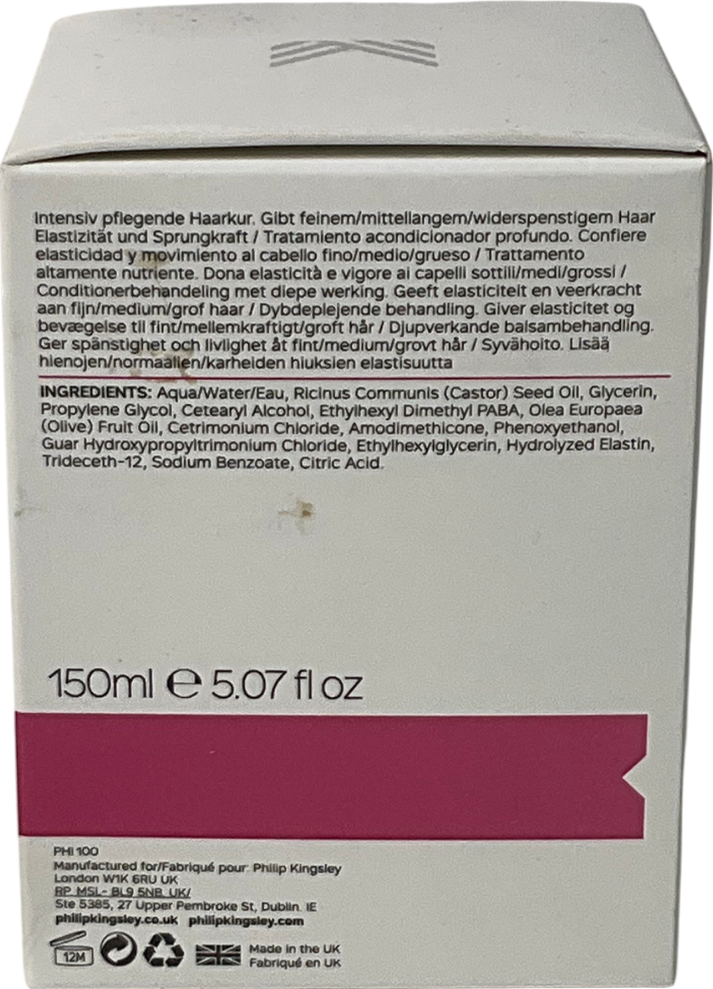 Intensiv pflegende Haarkur. Gibt feinem/mittellangem/widerspenstigem Haar
Elastizität und Sprungkraft / Tratamiento acondicionador profundo. Confiere
elasticidad y movimiento al cabello fino/medio/grueso / Trattamento
altamente nutriente. Dona elasticità e vigore ai capelli sottili/medi/grossi /
Conditionerbehandeling met diepe werking. Geeft elasticiteit en veerkracht
aan fijn/medium/grof haar / Dybdeplejende behandling. Giver elasticitet og
bevægelse til fint/mellemkraftigt/groft hår / Djupverkande balsambehandling.
Ger spänstighet och livlighet åt fint/medium/grovt hår / Syvähoito. Lisää
hienojen/normaalien/karheiden hiuksien elastisuutta
INGREDIENTS: Aqua/Water/Eau, Ricinus Communis (Castor) Seed Oil, Glycerin,
Propylene Glycol, Cetearyl Alcohol, Ethylhexyl Dimethyl PABA, Olea Europaea
(Olive) Fruit Oil, Cetrimonium Chloride, Amodimethicone, Phenoxyethanol,
Guar Hydroxypropyltrimonium Chloride, Ethylhexylglycerin, Hydrolyzed Elastin,
Trideceth-12, Sodium Benzoate, Citric Acid.
150ml e 5.07 fl oz
PHI 100
Manufactured for/Fabriqué pour: Philip Kingsley
London W1K 6RU UK
RP MSL- BL9 5NB UK/
Ste 5385, 27 Upper Pembroke St, Dublin. IE
philipkingsley.co.uk philipkingsley.com
12M
Made in the UK
Fabriqué en UK